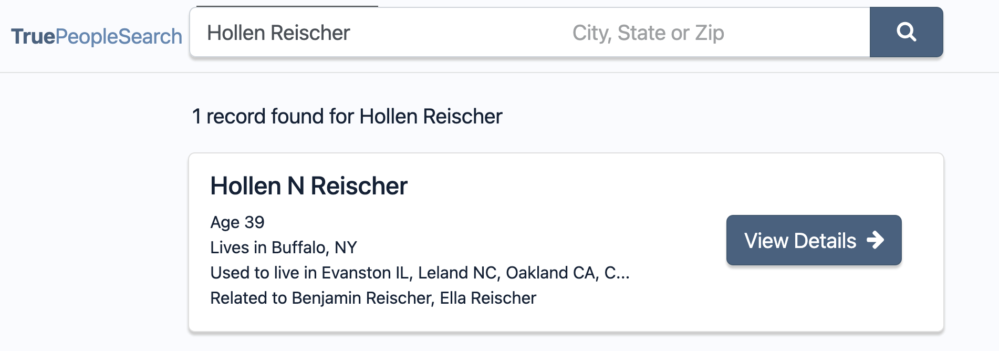 TruePeopleSearch
Hollen Reischer
City, State or Zip
1 record found for Hollen Reischer
Hollen N Reischer
Age 39
Lives in Buffalo, NY
Used to live in Evanston IL, Leland NC, Oakland CA, C...
Related to Benjamin Reischer, Ella Reischer
View Details